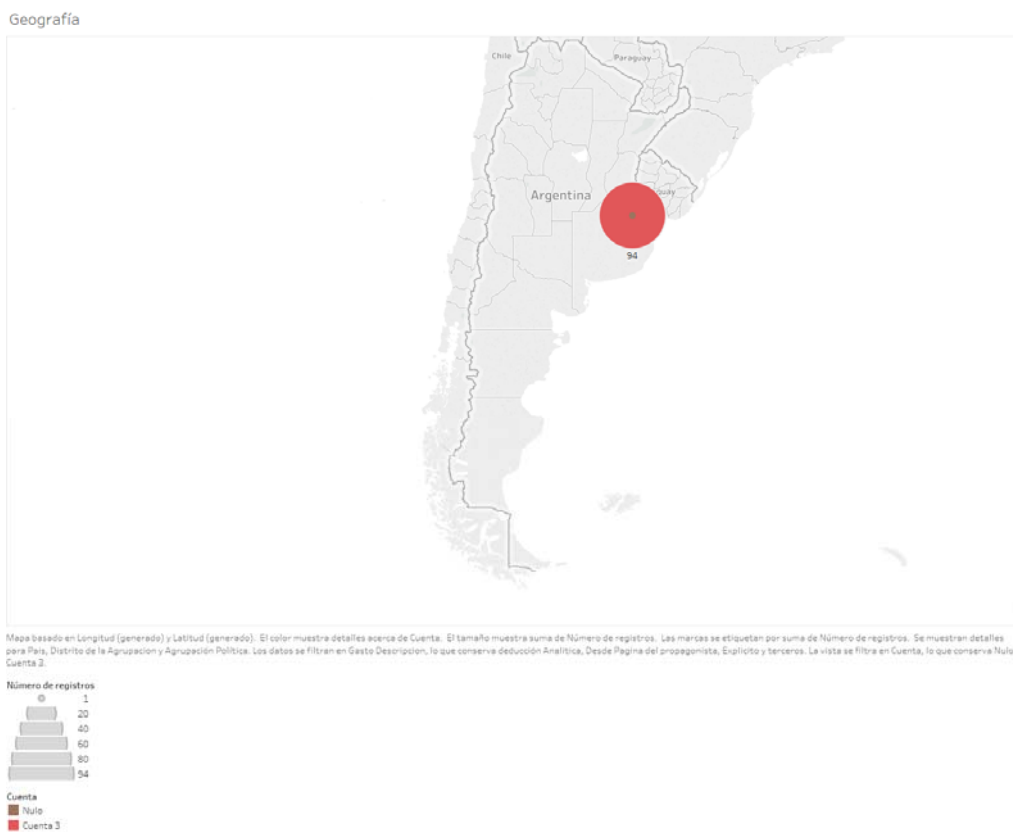 Geografía
Chile
Paraguay
Argentina
uay
94
Mapa basado en Longitud (generado) y Latitud (generado). El color muestra detalles acerca de Cuenta. El tamaño muestra suma de Número de registros. Las marcas se etiquetan por suma de Número de registros. Se muestran detalles
para País, Distrito de la Agrupacion y Agrupación Política. Los datos se filtran en Gasto Descripcion, lo que conserva deducción Analítica, Desde Pagina del propagonista, Explicito y terceros. La vista se filtra en Cuenta, lo que conserva Nulo
Cuenta 3.
Número de registros
1
20
40
60
80
94
Cuenta
Nulo
Cuenta 3